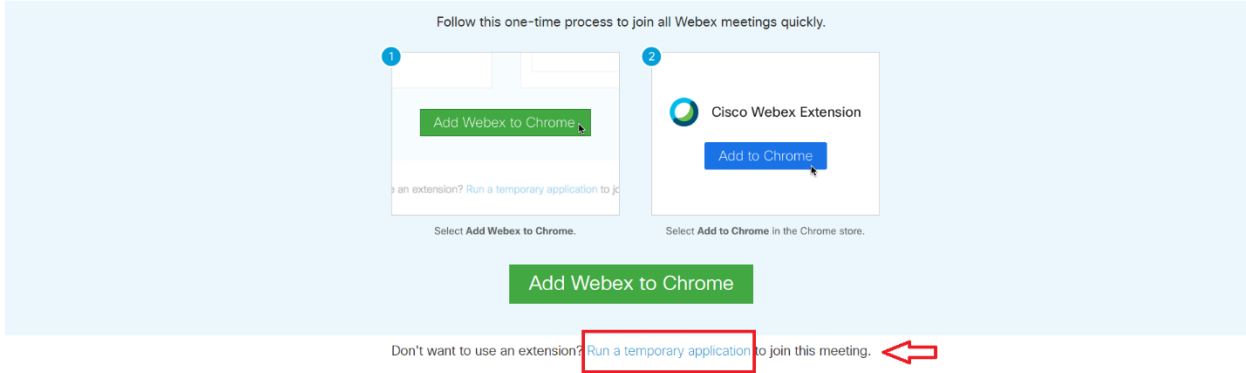 Follow this one-time process to join all Webex meetings quickly.
1
Add Webex to Chrome
an extension? Run a temporary application to
Select Add Webex to Chrome.
2
Cisco Webex Extension
Add to Chrome
Select Add to Chrome in the Chrome store.
Add Webex to Chrome
Don't want to use an extension? Run a temporary application to join this meeting.